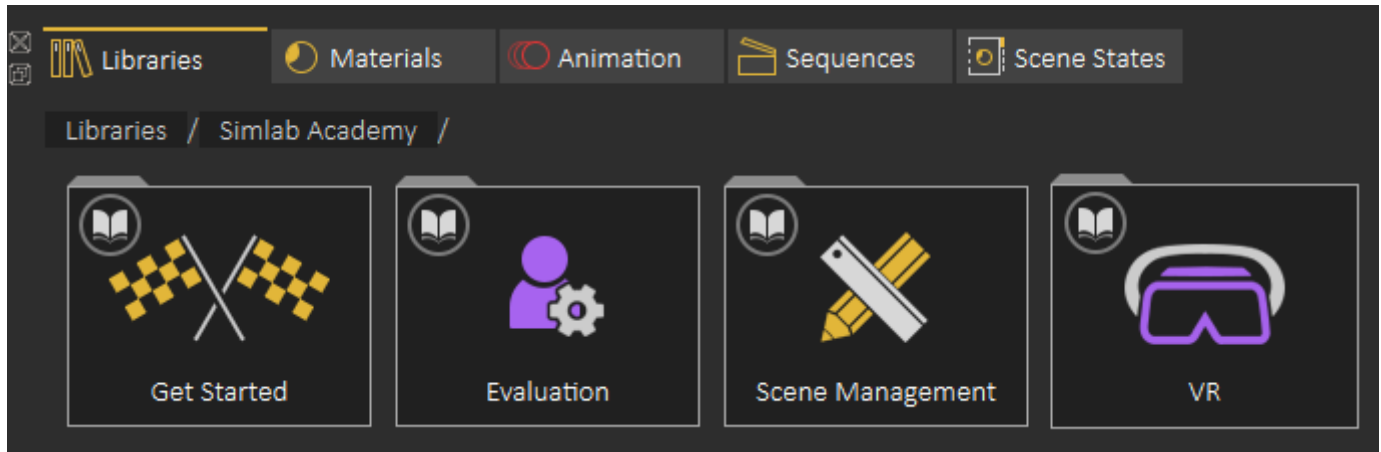 Libraries Materials Animation Sequences Scene States
Libraries / Simlab Academy /
Get Started Evaluation Scene Management VR